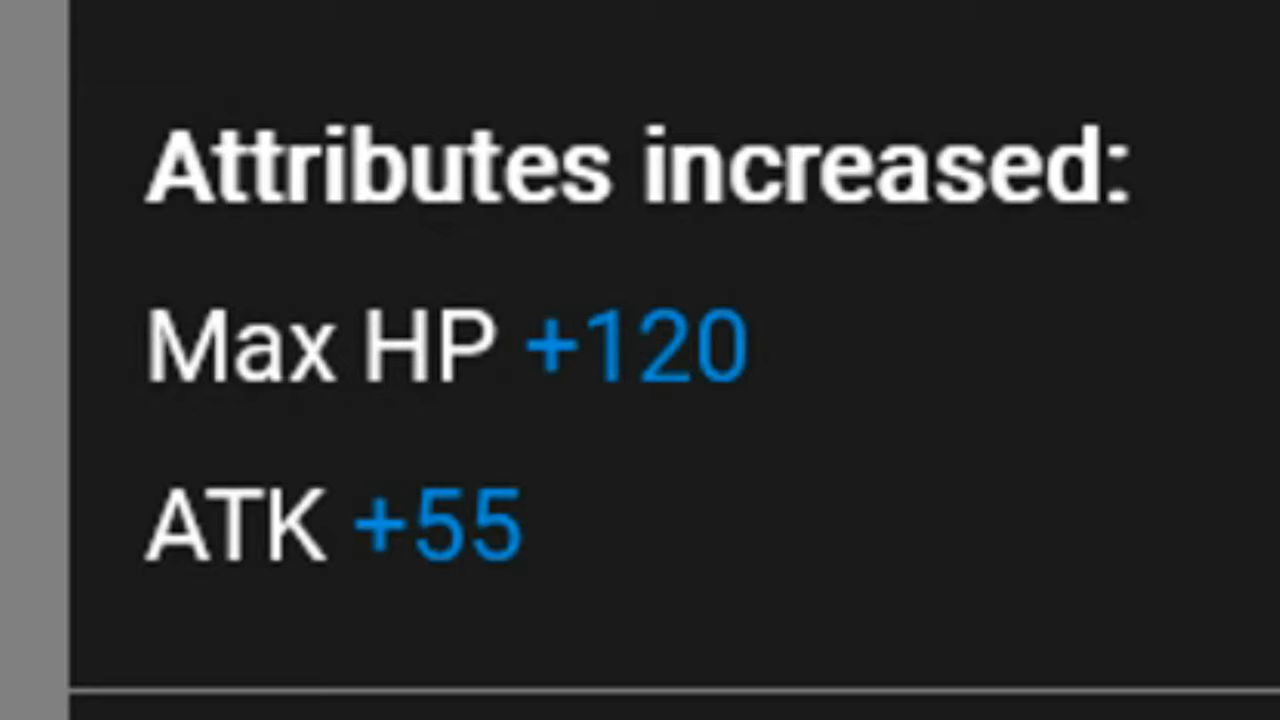 Attributes increased:
Max HP +120
ATK +55